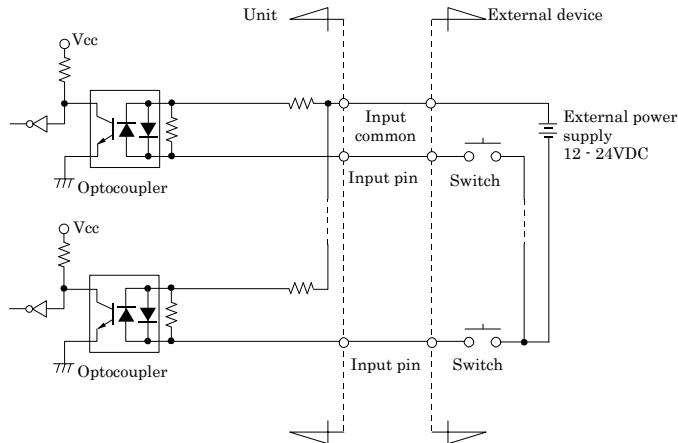 Unit
External device
Vcc
Input
common
External power
supply
12 - 24VDC
Input pin
Switch
Optocoupler
Vcc
Input pin
Switch
Optocoupler